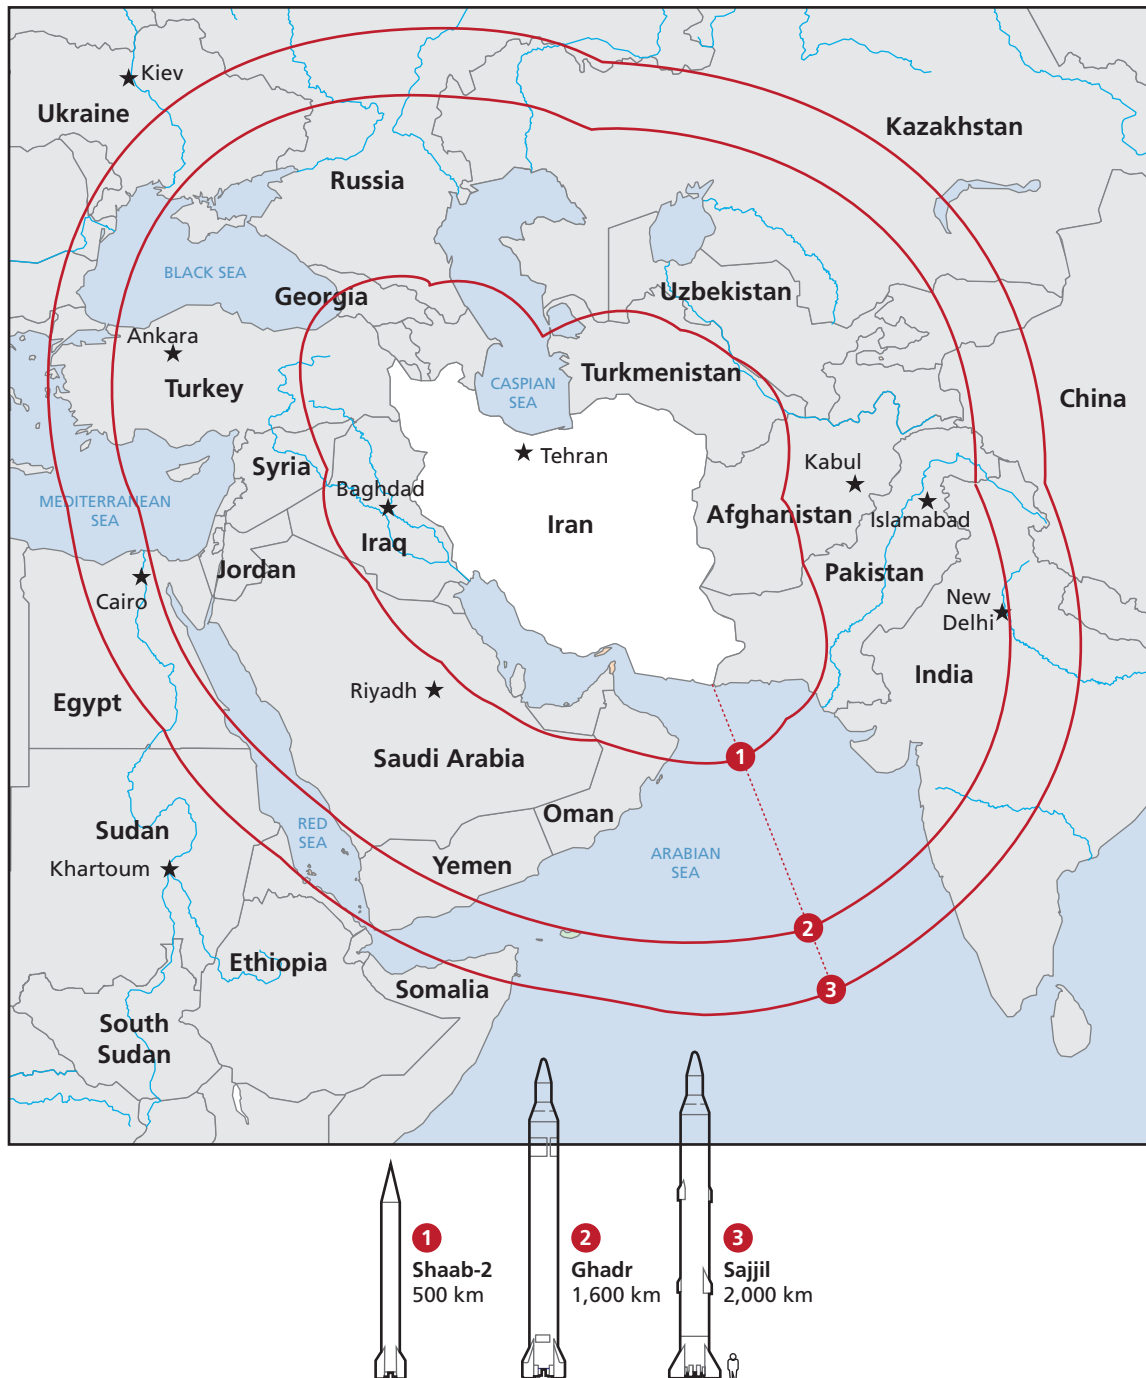 Kiev
Ukraine
Kazakhstan
Russia
BLACK SEA
Georgia
Uzbekistan
Ankara
Turkey
CASPIAN
SEA
Turkmenistan
China
Tehran
Syria
Kabul
Baghdad
MEDITERRANEAN
SEA
Iran
Afghanistan
Islamabad
Iraq
Jordan
Pakistan
Cairo
New
Delhi
Egypt
Riyadh
India
Saudi Arabia
1
Oman
Sudan
RED
SEA
Khartoum
Yemen
ARABIAN
SEA
2
Ethiopia
Somalia
3
South
Sudan
1
Shaab-2
500 km
2
Ghadr
1,600 km
3
Sajjil
2,000 km